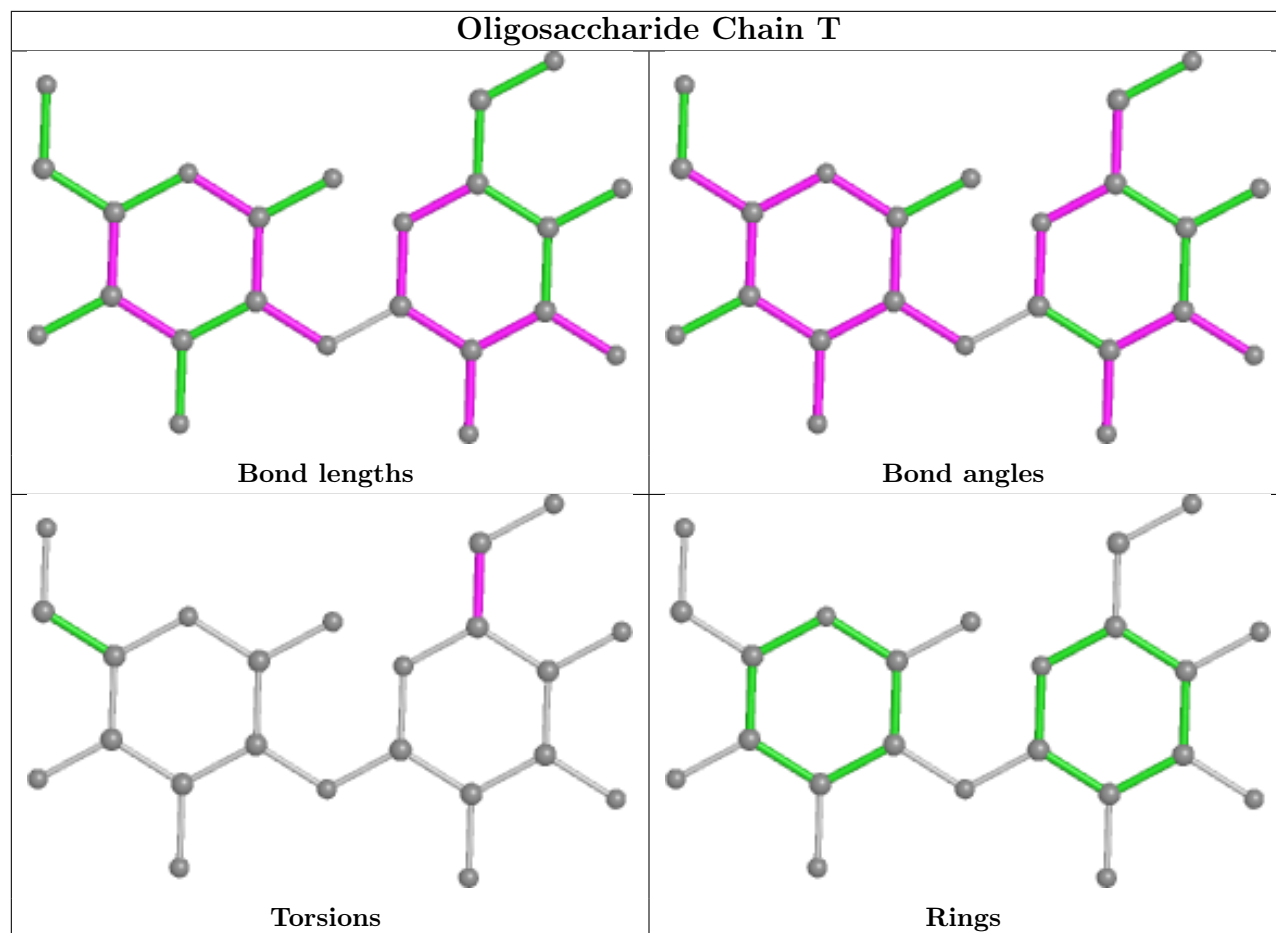 Oligosaccharide Chain T
Bond lengths
Bond angles
Torsions
Rings